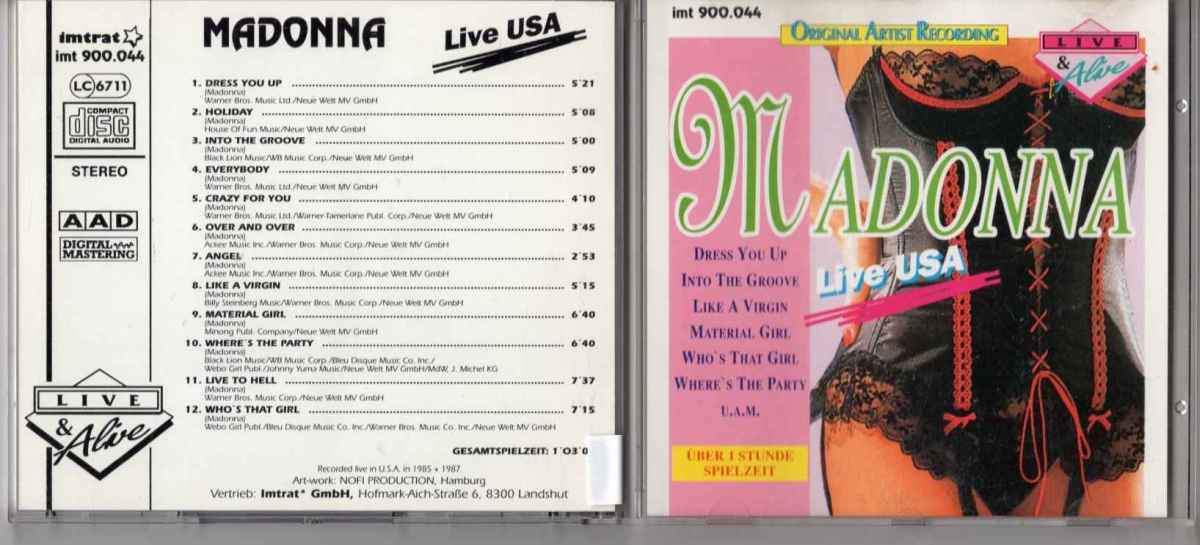 imtrat
imt 900.044
LC 6711
COMPACT
disc
DIGITAL AUDIO
STEREO
AAD
DIGITAL
MASTERING
LIVE
& Alive
MADONNA
Live USA
1. DRESS YOU UP 5´21
(Madonna)
Warner Bros. Music Ltd./Neue Welt MV GmbH
2. HOLIDAY 5´08
(Madonna)
House Of Fun Music/Neue Welt MV GmbH
3. INTO THE GROOVE 5´00
(Madonna)
Black Lion Music/WB Music Corp./Neue Welt MV GmbH
4. EVERYBODY 5´09
(Madonna)
Warner Bros. Music Ltd./Neue Welt MV GmbH
5. CRAZY FOR YOU 4´10
(Madonna)
Warner Bros. Music Ltd./Warner-Tamerlane Publ. Corp./Neue Welt MV GmbH
6. OVER AND OVER 3´45
(Madonna)
Ackee Music Inc./Warner Bros. Music Corp./Neue Welt MV GmbH
7. ANGEL 2´53
(Madonna)
Ackee Music Inc./Warner Bros. Music Corp./Neue Welt MV GmbH
8. LIKE A VIRGIN 5´15
(Madonna)
Billy Steinberg Music/Warner Bros. Music Corp/Neue Welt MV GmbH
9. MATERIAL GIRL 6´40
(Madonna)
Minong Publ. Company/Neue Welt MV GmbH
10. WHERE`S THE PARTY 6´40
(Madonna)
Black Lion Music/WB Music Corp./Bleu Disque Music Co. Inc./
Webo Girl Publ./Johnny Yuma Music/Neue Welt MV GmbH/MdW, J. Michel KG
11. LIVE TO HELL 7´37
(Madonna)
Warner Bros. Music Corp./Neue Welt MV GmbH
12. WHO`S THAT GIRL 7´15
(Madonna)
Webo Girl Publ./Bleu Disque Music Co. Inc./Warner Bros. Music Co. Inc./Neue Welt MV GmbH
GESAMTSPIELZEIT: 1´03´0
Recorded live in U.S.A. in 1985 + 1987
Art-work: NOFI PRODUCTION, Hamburg
Vertrieb: Imtrat* GmbH, Hofmark-Aich-Straße 6, 8300 Landshut
imt 900.044
ORIGINAL ARTIST RECORDING
LIVE
& Alive
MADONNA
Live USA
DRESS YOU UP
INTO THE GROOVE
LIKE A VIRGIN
MATERIAL GIRL
WHO`S THAT GIRL
WHERE`S THE PARTY
U.A.M.
ÜBER 1 STUNDE
SPIELZEIT